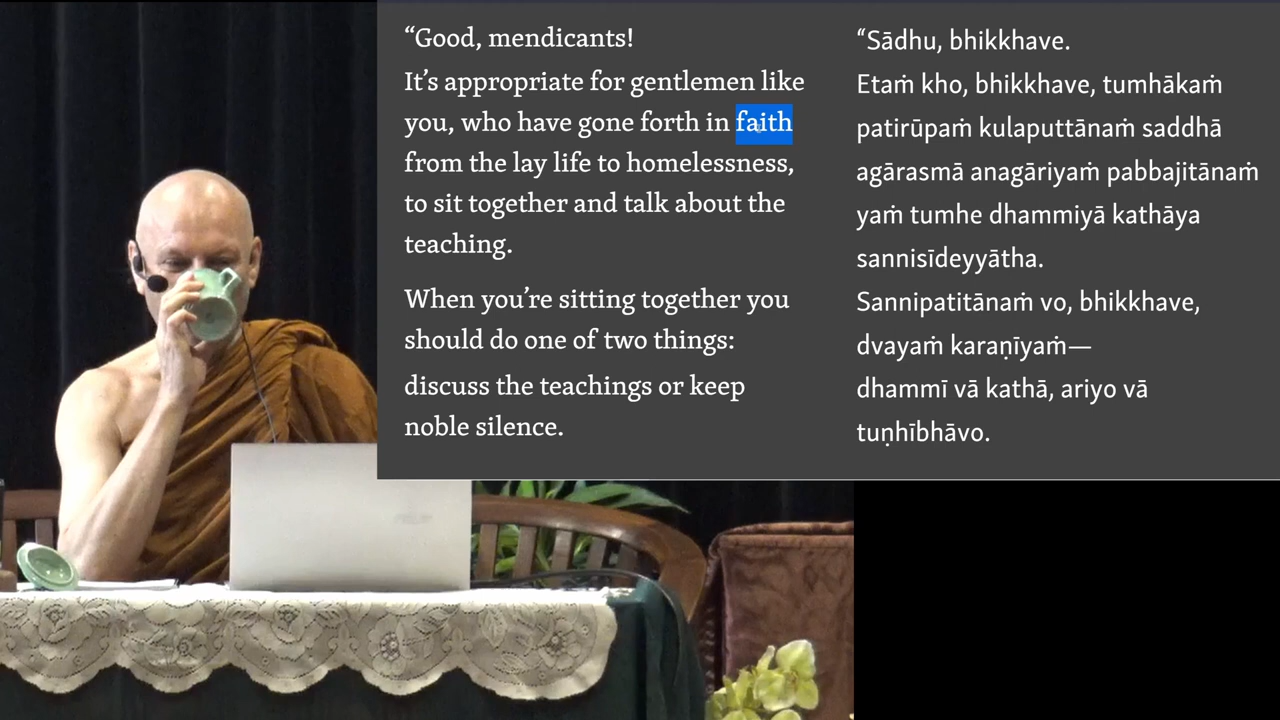 “Good, mendicants!
It’s appropriate for gentlemen like
you, who have gone forth in faith
from the lay life to homelessness,
to sit together and talk about the
teaching.
When you’re sitting together you
should do one of two things:
discuss the teachings or keep
noble silence.
“Sādhu, bhikkhave.
Etaṁ kho, bhikkhave, tumhākaṁ
patirūpaṁ kulaputtānaṁ saddhā
agārasmā anagāriyaṁ pabbajitānaṁ
yaṁ tumhe dhammiyā kathāya
sannisīdeyyātha.
Sannipatitānaṁ vo, bhikkhave,
dvayaṁ karaṇīyaṁ—
dhammī vā kathā, ariyo vā
tuṇhībhāvo.